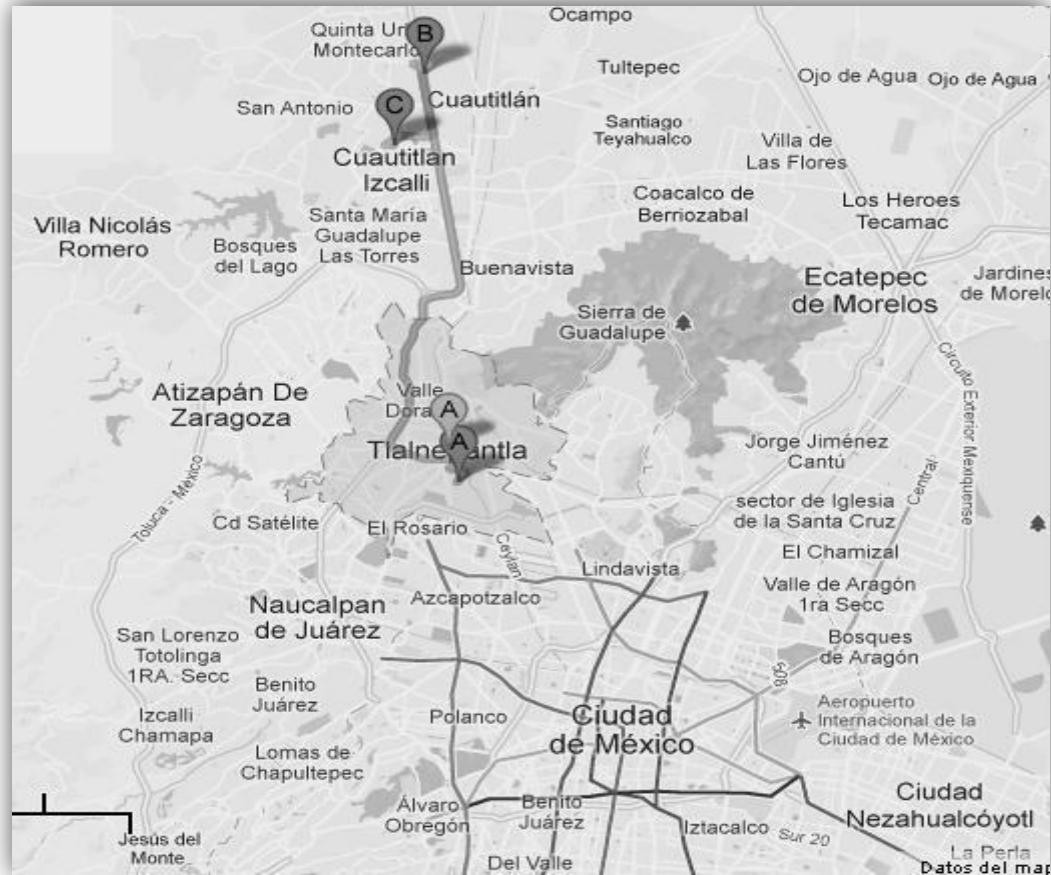 Ocampo
Quinta Ur
Montecarlo
B
Tultepec
Ojo de Agua
Ojo de Agua
San Antonio
C
Cuautitlán
Santiago
Teyahualco
Villa de
Las Flores
Cuautitlan
Izcalli
Coacalco de
Berriozabal
Los Heroes
Tecamac
Villa Nicolás
Romero
Santa María
Guadalupe
Las Torres
Bosques
del Lago
Buenavista
Ecatepec
de Morelos
Jardines
de Morelo
Sierra de
Guadalupe
Circuito Exterior Mexiquense
Atizapán De
Zaragoza
Valle
Dora
A
A
Tlalnepantla
Jorge Jiménez
Cantú
Toluca - México
Central
sector de Iglesia
de la Santa Cruz
Cd Satélite
El Rosario
Ceylan
El Chamizal
Lindavista
Azcapotzalco
Valle de Aragón
1ra Secc
Naucalpan
de Juárez
San Lorenzo
Totolinga
1RA. Secc
Bosques
de Aragón
608
Benito
Juárez
Izcalli
Chamapa
Polanco
Ciudad
de México
Aeropuerto
Internacional de la
Ciudad de México
Lomas de
Chapultepec
Álvaro
Obregón
Benito
Juárez
Iztacalco
Sur 20
Ciudad
Nezahualcóyotl
Jesús del
Monte
Del Valle
La Perla
Datos del map